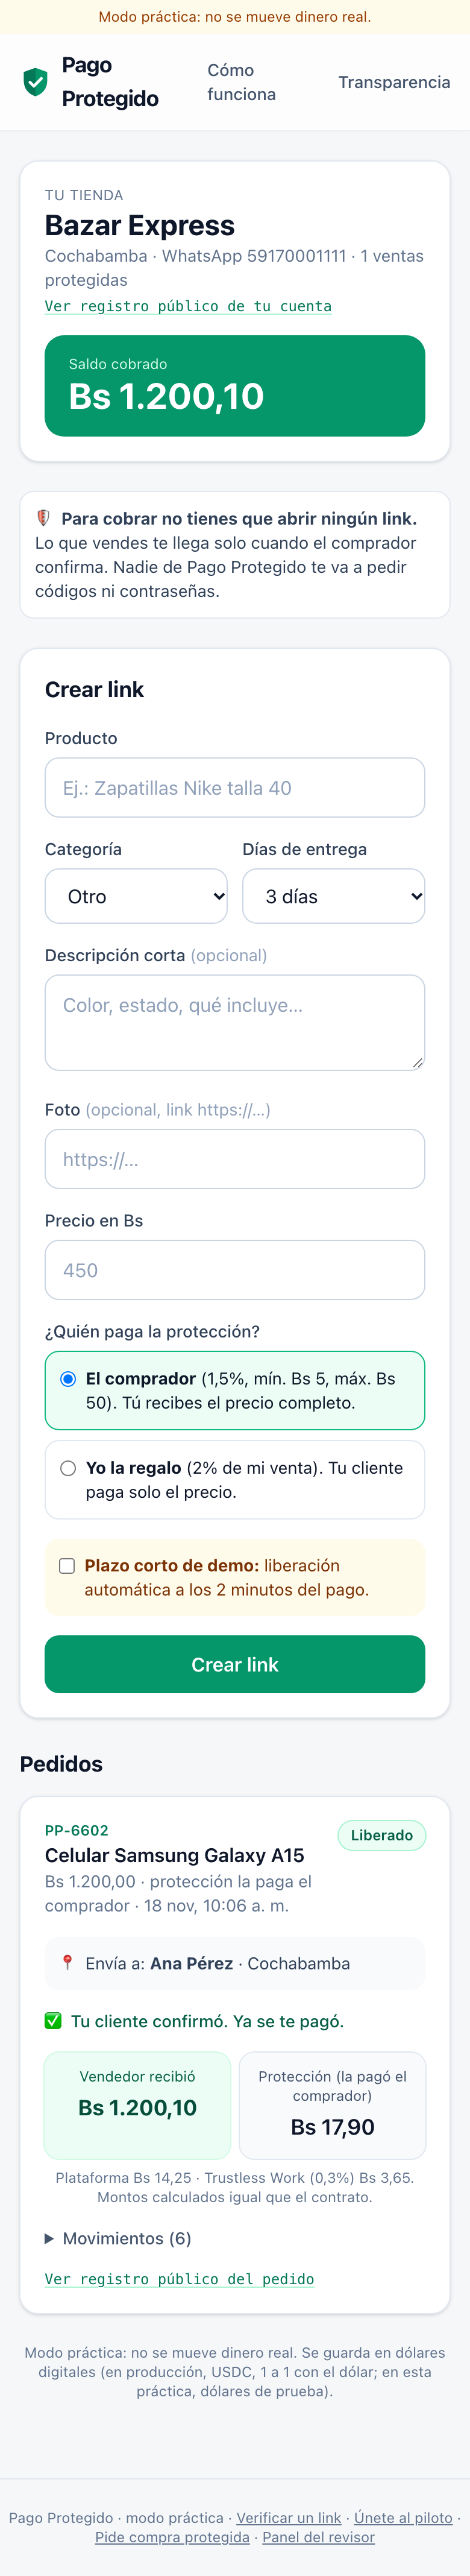 Modo práctica: no se mueve dinero real.
Pago
Protegido
Cómo
funciona
Transparencia
TU TIENDA
Bazar Express
Cochabamba · WhatsApp 59170001111 · 1 ventas
protegidas
Ver registro público de tu cuenta
Saldo cobrado
Bs 1.200,10
Para cobrar no tienes que abrir ningún link.
Lo que vendes te llega solo cuando el comprador
confirma. Nadie de Pago Protegido te va a pedir
códigos ni contraseñas.
Crear link
Producto
Ej.: Zapatillas Nike talla 40
Categoría
Días de entrega
Otro
3 días
Descripción corta (opcional)
Color, estado, qué incluye...
Foto (opcional, link https://...)
https://...
Precio en Bs
450
¿Quién paga la protección?
El comprador (1,5%, mín. Bs 5, máx. Bs
50). Tú recibes el precio completo.
Yo la regalo (2% de mi venta). Tu cliente
paga solo el precio.
Plazo corto de demo: liberación
automática a los 2 minutos del pago.
Crear link
Pedidos
PP-6602
Liberado
Celular Samsung Galaxy A15
Bs 1.200,00 · protección la paga el
comprador · 18 nov, 10:06 a. m.
Envía a: Ana Pérez · Cochabamba
Tu cliente confirmó. Ya se te pagó.
Vendedor recibió
Bs 1.200,10
Protección (la pagó el
comprador)
Bs 17,90
Plataforma Bs 14,25 · Trustless Work (0,3%) Bs 3,65.
Montos calculados igual que el contrato.
Movimientos (6)
Ver registro público del pedido
Modo práctica: no se mueve dinero real. Se guarda en dólares
digitales (en producción, USDC, 1 a 1 con el dólar; en esta
práctica, dólares de prueba).
Pago Protegido · modo práctica · Verificar un link · Únete al piloto ·
Pide compra protegida · Panel del revisor